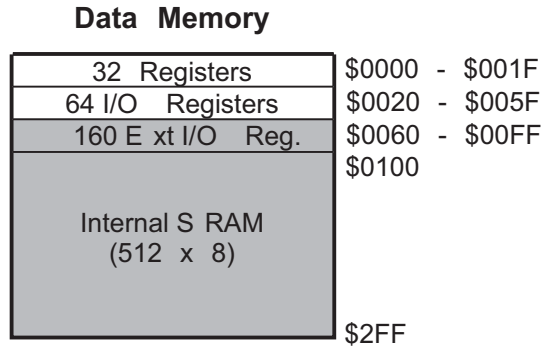 Data Memory
32 Registers $0000 - $001F
64 I/O Registers $0020 - $005F
160 E xt I/O Reg. $0060 - $00FF
$0100
Internal S RAM
(512 x 8)
$2FF